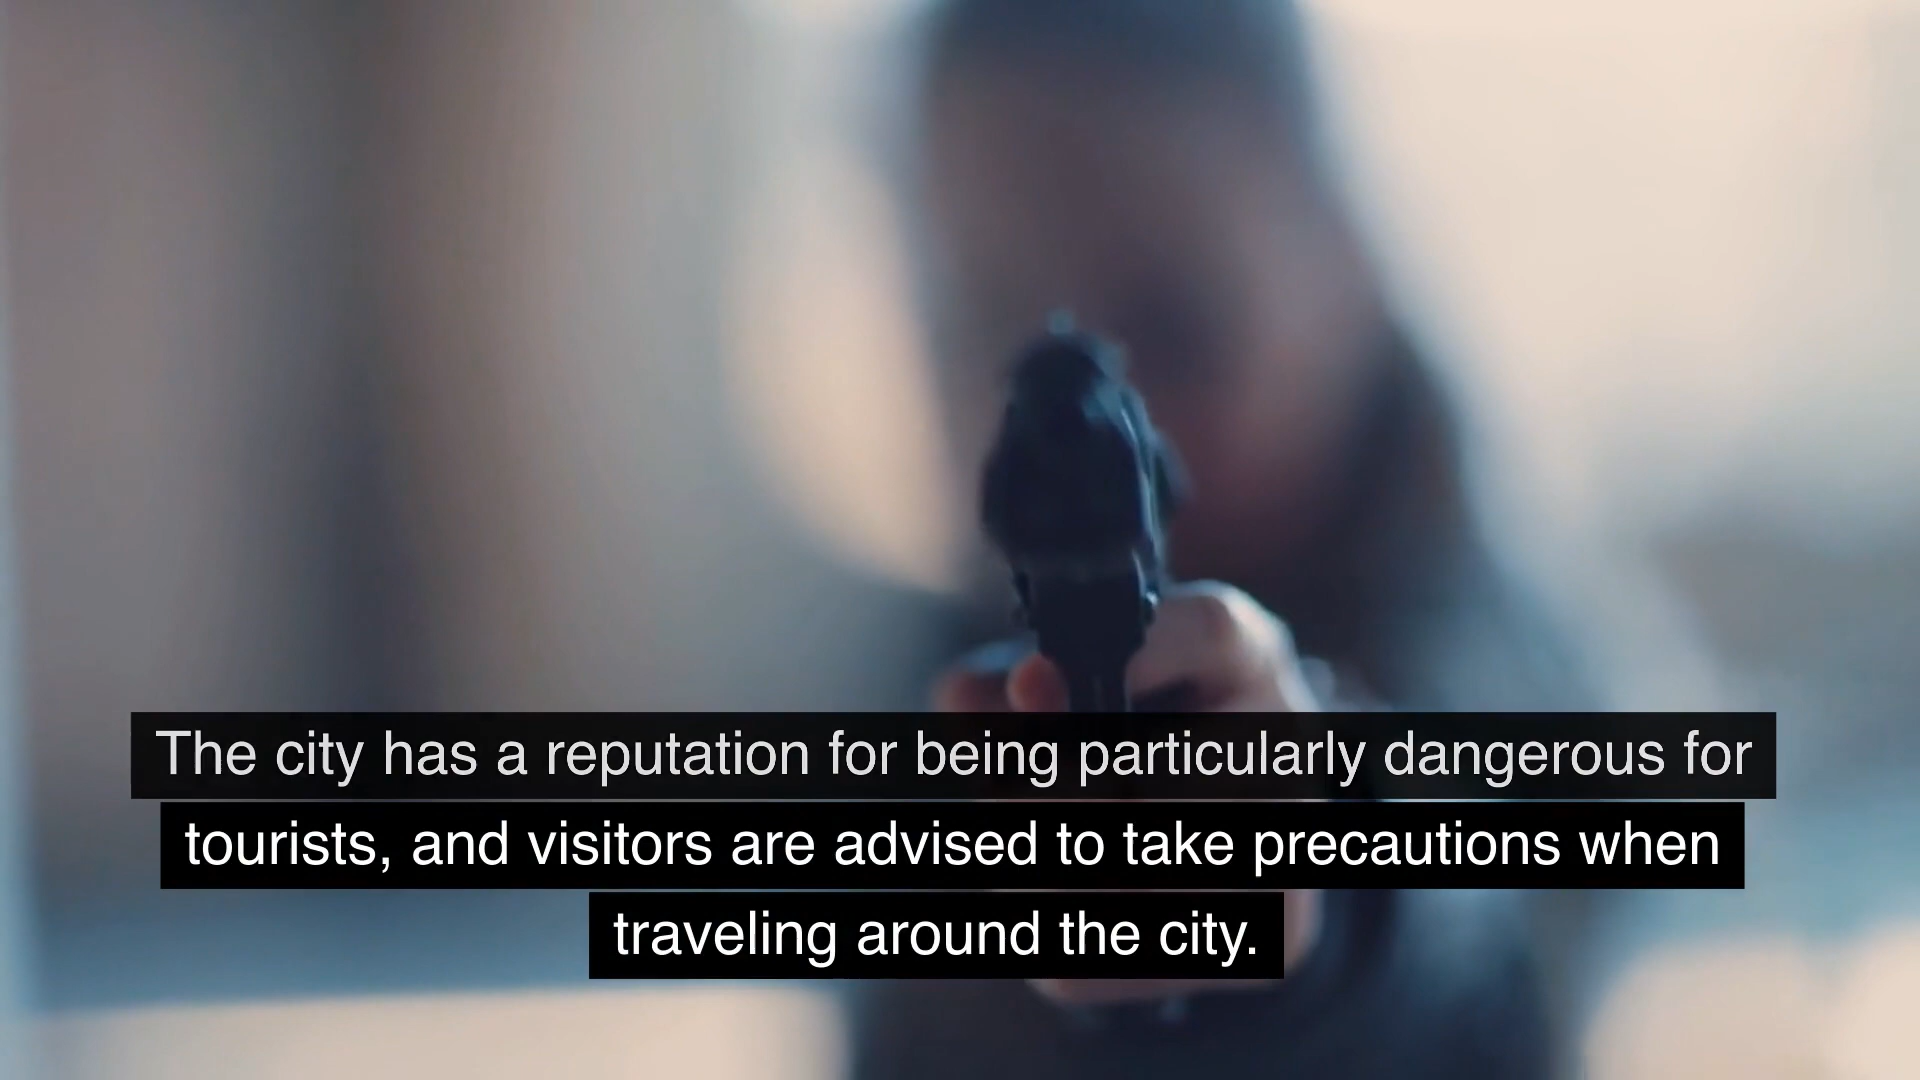 The city has a reputation for being particularly dangerous for
tourists, and visitors are advised to take precautions when
traveling around the city.